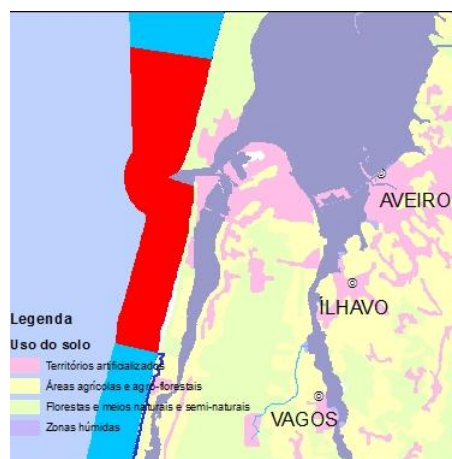 AVEIRO
ÍLHAVO
Legenda
Uso do solo
Territórios artificializados
Áreas agrícolas e agro-florestais
Florestas e meios naturais e semi-naturais
Zonas húmidas
VAGOS